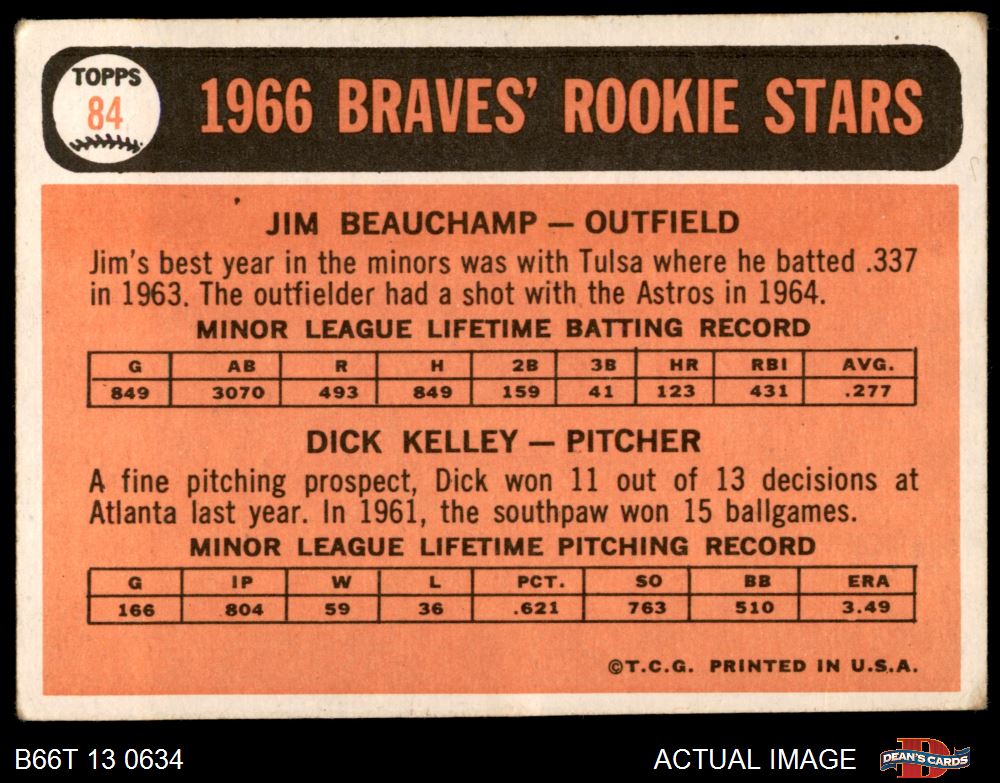 TOPPS
84
1966 BRAVES' ROOKIE STARS
JIM BEAUCHAMP — OUTFIELD
Jim's best year in the minors was with Tulsa where he batted .337
in 1963. The outfielder had a shot with the Astros in 1964.
MINOR LEAGUE LIFETIME BATTING RECORD
G AB R H 2B 3B HR RBI AVG.
849 3070 493 849 159 41 123 431 .277
DICK KELLEY — PITCHER
A fine pitching prospect, Dick won 11 out of 13 decisions at
Atlanta last year. In 1961, the southpaw won 15 ballgames.
MINOR LEAGUE LIFETIME PITCHING RECORD
G IP W L PCT. SO BB ERA
166 804 59 36 .621 763 510 3.49
©T.C.G. PRINTED IN U.S.A.
B66T 13 0634 ACTUAL IMAGE DEAN'S CARDS